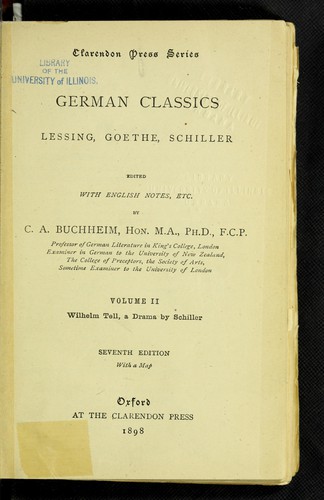 Clarendon Press Series
LIBRARY
OF THE
UNIVERSITY of ILLINOIS.
GERMAN CLASSICS
LESSING, GOETHE, SCHILLER
EDITED
WITH ENGLISH NOTES, ETC.
BY
C. A. BUCHHEIM, HON. M.A., PH.D., F.C.P.
Professor of German Literature in King's College, London
Examiner in German to the University of New Zealand,
The College of Preceptors, the Society of Arts,
Sometime Examiner to the University of London
VOLUME II
Wilhelm Tell, a Drama by Schiller
SEVENTH EDITION
With a Map
Oxford
AT THE CLARENDON PRESS
1898